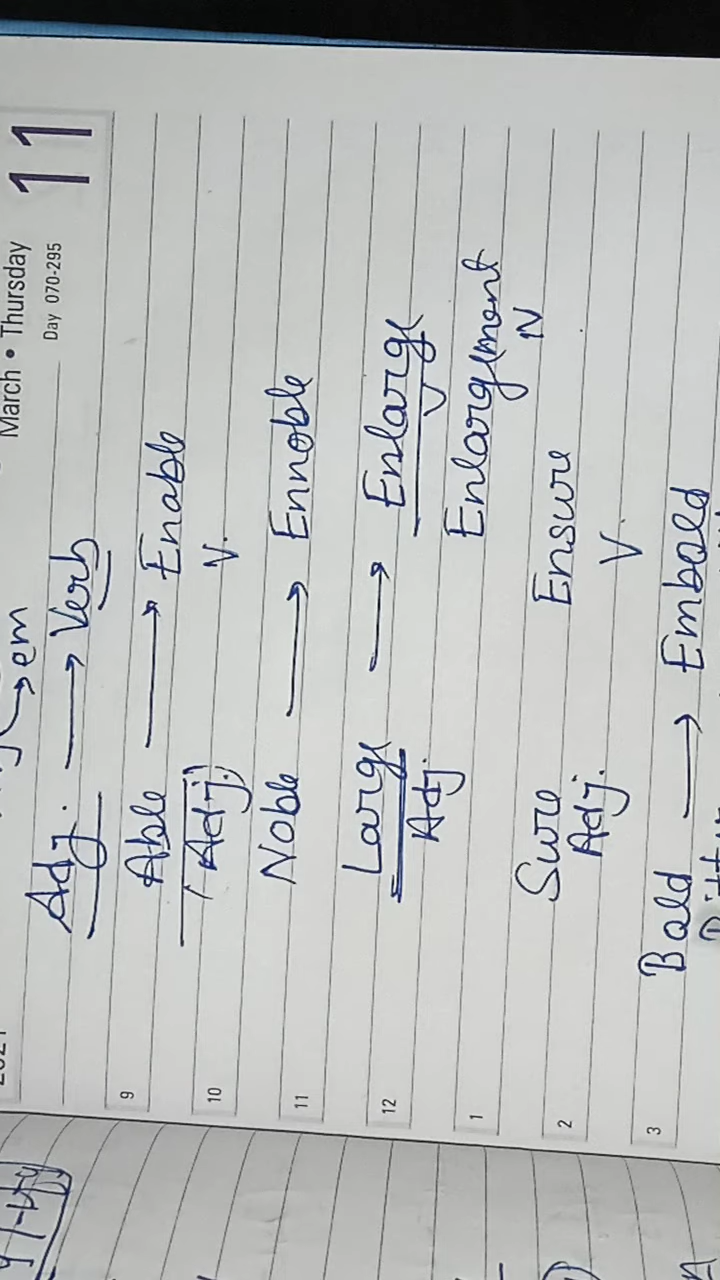 March • Thursday 11
Day 070-295
em
Adj. → Verb
9
Able → Enable
10
(Adj.) V.
11
Noble → Ennoble
12
Large → Enlarge
Adj. V
1
Enlargement
N
2
Sure Ensure
Adj. V.
3
Bold → Embold